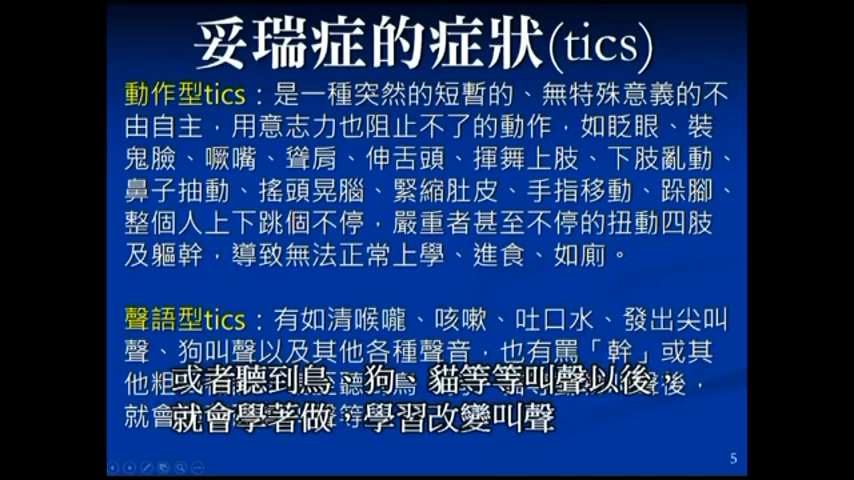 妥瑞症的症狀(tics)
動作型tics：是一種突然的短暫的、無特殊意義的不
由自主，用意志力也阻止不了的動作，如眨眼、裝
鬼臉、噘嘴、聳肩、伸舌頭、揮舞上肢、下肢亂動、
鼻子抽動、搖頭晃腦、緊縮肚皮、手指移動、跺腳、
整個人上下跳個不停，嚴重者甚至不停的扭動四肢
及軀幹，導致無法正常上學、進食、如廁。
聲語型tics：有如清喉嚨、咳嗽、吐口水、發出尖叫
聲、狗叫聲以及其他各種聲音，也有罵「幹」或其
他粗
就會
或者聽到鳥、狗、貓等等叫聲以後，
就會學著做，學習改變叫聲
5